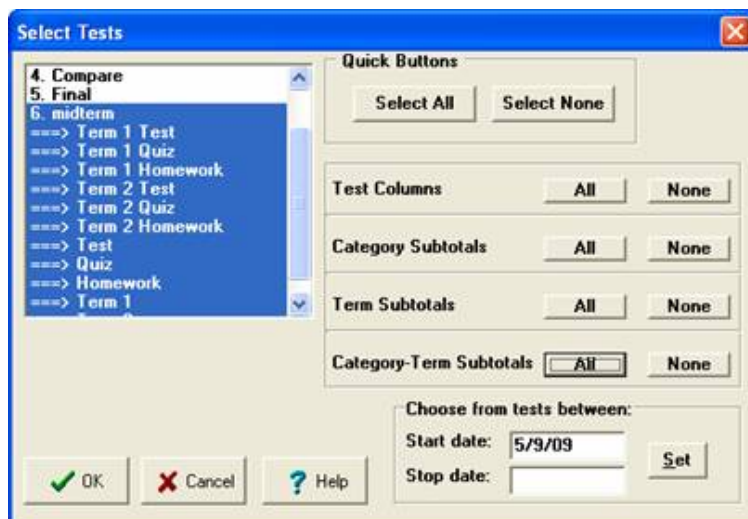 Select Tests
4. Compare
5. Final
6. midterm
===> Term 1 Test
===> Term 1 Quiz
===> Term 1 Homework
===> Term 2 Test
===> Term 2 Quiz
===> Term 2 Homework
===> Test
===> Quiz
===> Homework
===> Term 1
Quick Buttons
Select All Select None
Test Columns All None
Category Subtotals All None
Term Subtotals All None
Category-Term Subtotals All None
Choose from tests between:
Start date: 5/9/09
Set
Stop date:
OK Cancel ? Help